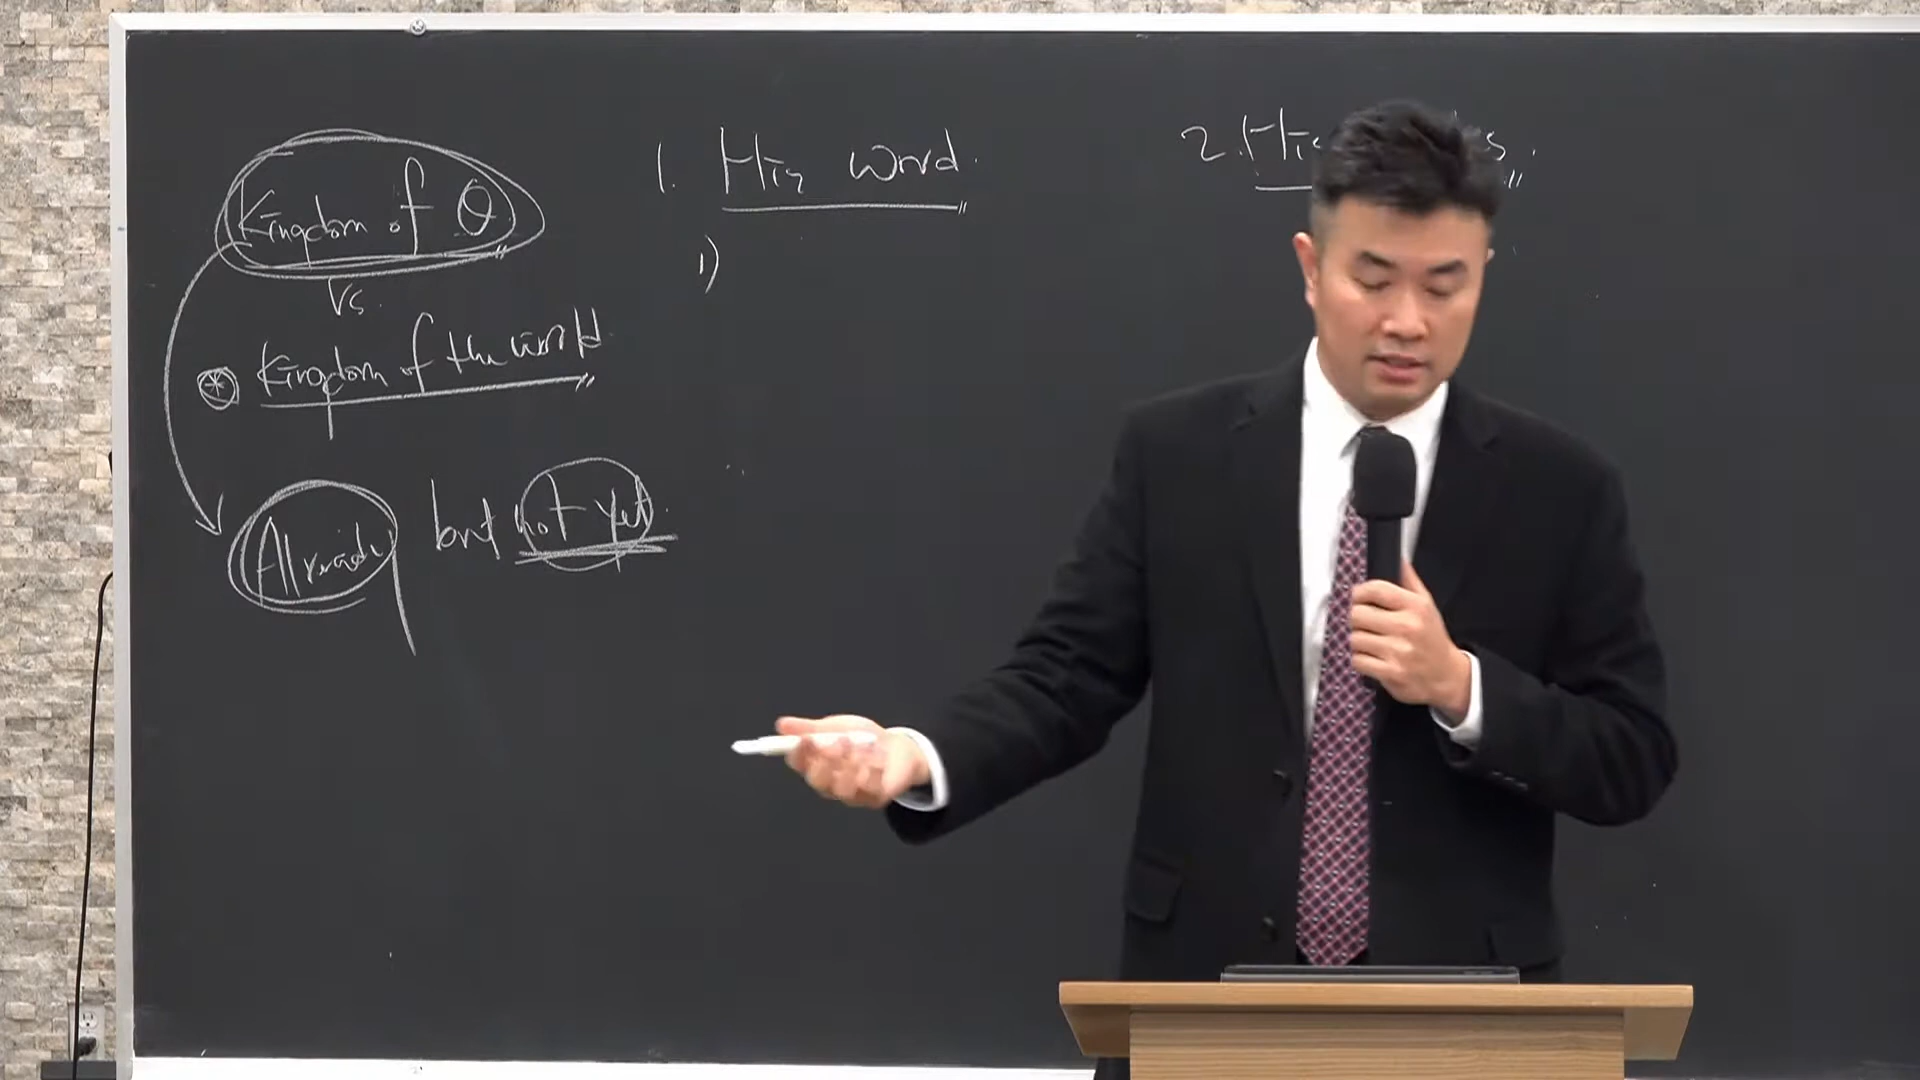 Kingdom of θ
vs.
⊛ Kingdom of the world
Already but not yet.
1. His word.
1)
2. His